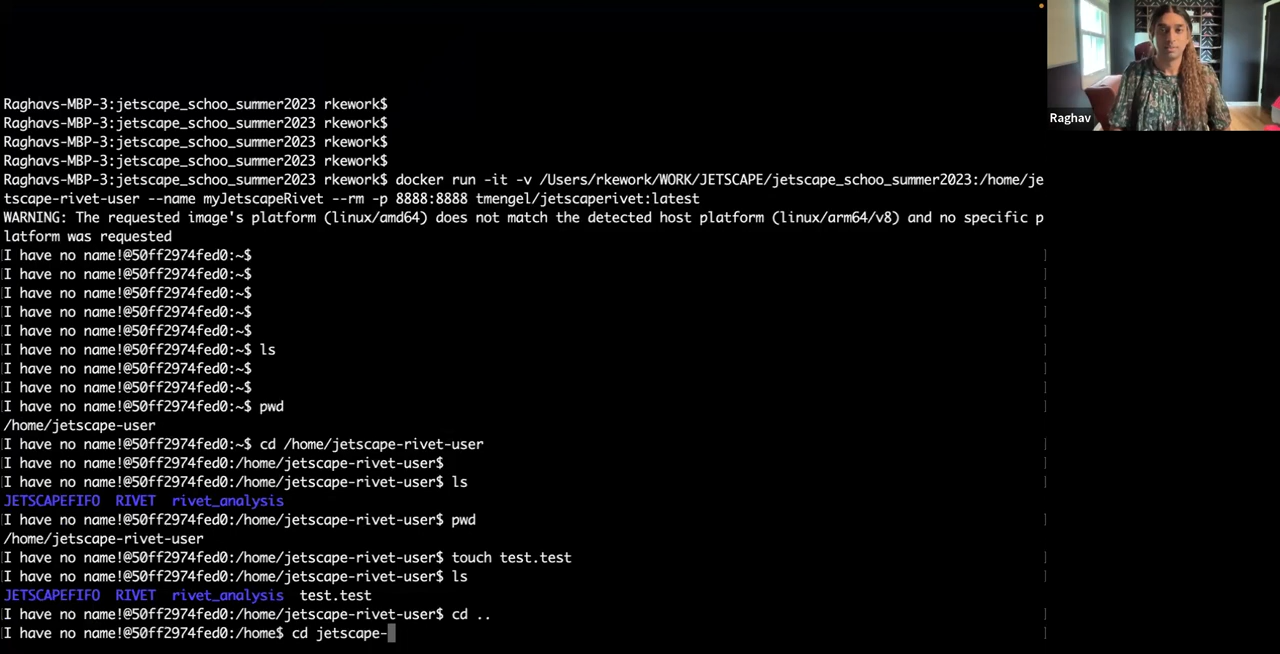 Raghavs-MBP-3:jetscape_schoo_summer2023 rkework$
Raghavs-MBP-3:jetscape_schoo_summer2023 rkework$
Raghavs-MBP-3:jetscape_schoo_summer2023 rkework$
Raghavs-MBP-3:jetscape_schoo_summer2023 rkework$
Raghavs-MBP-3:jetscape_schoo_summer2023 rkework$ docker run -it -v /Users/rkework/WORK/JETSCAPE/jetscape_schoo_summer2023:/home/je
tscape-rivet-user --name myJetscapeRivet --rm -p 8888:8888 tmengel/jetscaperivet:latest
WARNING: The requested image's platform (linux/amd64) does not match the detected host platform (linux/arm64/v8) and no specific p
latform was requested
[I have no name!@50ff2974fed0:~$ ]
[I have no name!@50ff2974fed0:~$ ]
[I have no name!@50ff2974fed0:~$ ]
[I have no name!@50ff2974fed0:~$ ]
[I have no name!@50ff2974fed0:~$ ]
[I have no name!@50ff2974fed0:~$ ls ]
[I have no name!@50ff2974fed0:~$ ]
[I have no name!@50ff2974fed0:~$ ]
[I have no name!@50ff2974fed0:~$ pwd ]
/home/jetscape-user
[I have no name!@50ff2974fed0:~$ cd /home/jetscape-rivet-user ]
[I have no name!@50ff2974fed0:/home/jetscape-rivet-user$ ]
[I have no name!@50ff2974fed0:/home/jetscape-rivet-user$ ls ]
JETSCAPEFIFO RIVET rivet_analysis
[I have no name!@50ff2974fed0:/home/jetscape-rivet-user$ pwd ]
/home/jetscape-rivet-user
[I have no name!@50ff2974fed0:/home/jetscape-rivet-user$ touch test.test ]
[I have no name!@50ff2974fed0:/home/jetscape-rivet-user$ ls ]
JETSCAPEFIFO RIVET rivet_analysis test.test
[I have no name!@50ff2974fed0:/home/jetscape-rivet-user$ cd .. ]
[I have no name!@50ff2974fed0:/home$ cd jetscape- ]
Raghav